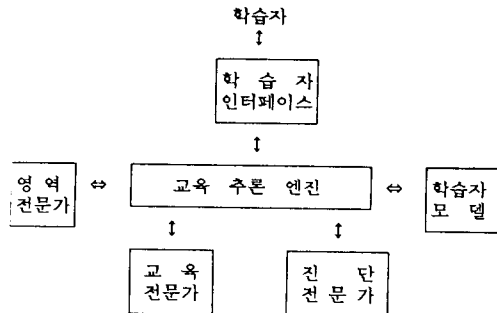 학습자
↕
학 습 자
인터페이스
↕
영 역
전문가
⇔
교육 추론 엔진
⇔
학습자
모 델
↕
↕
교 육
전문가
진 단
전 문 가